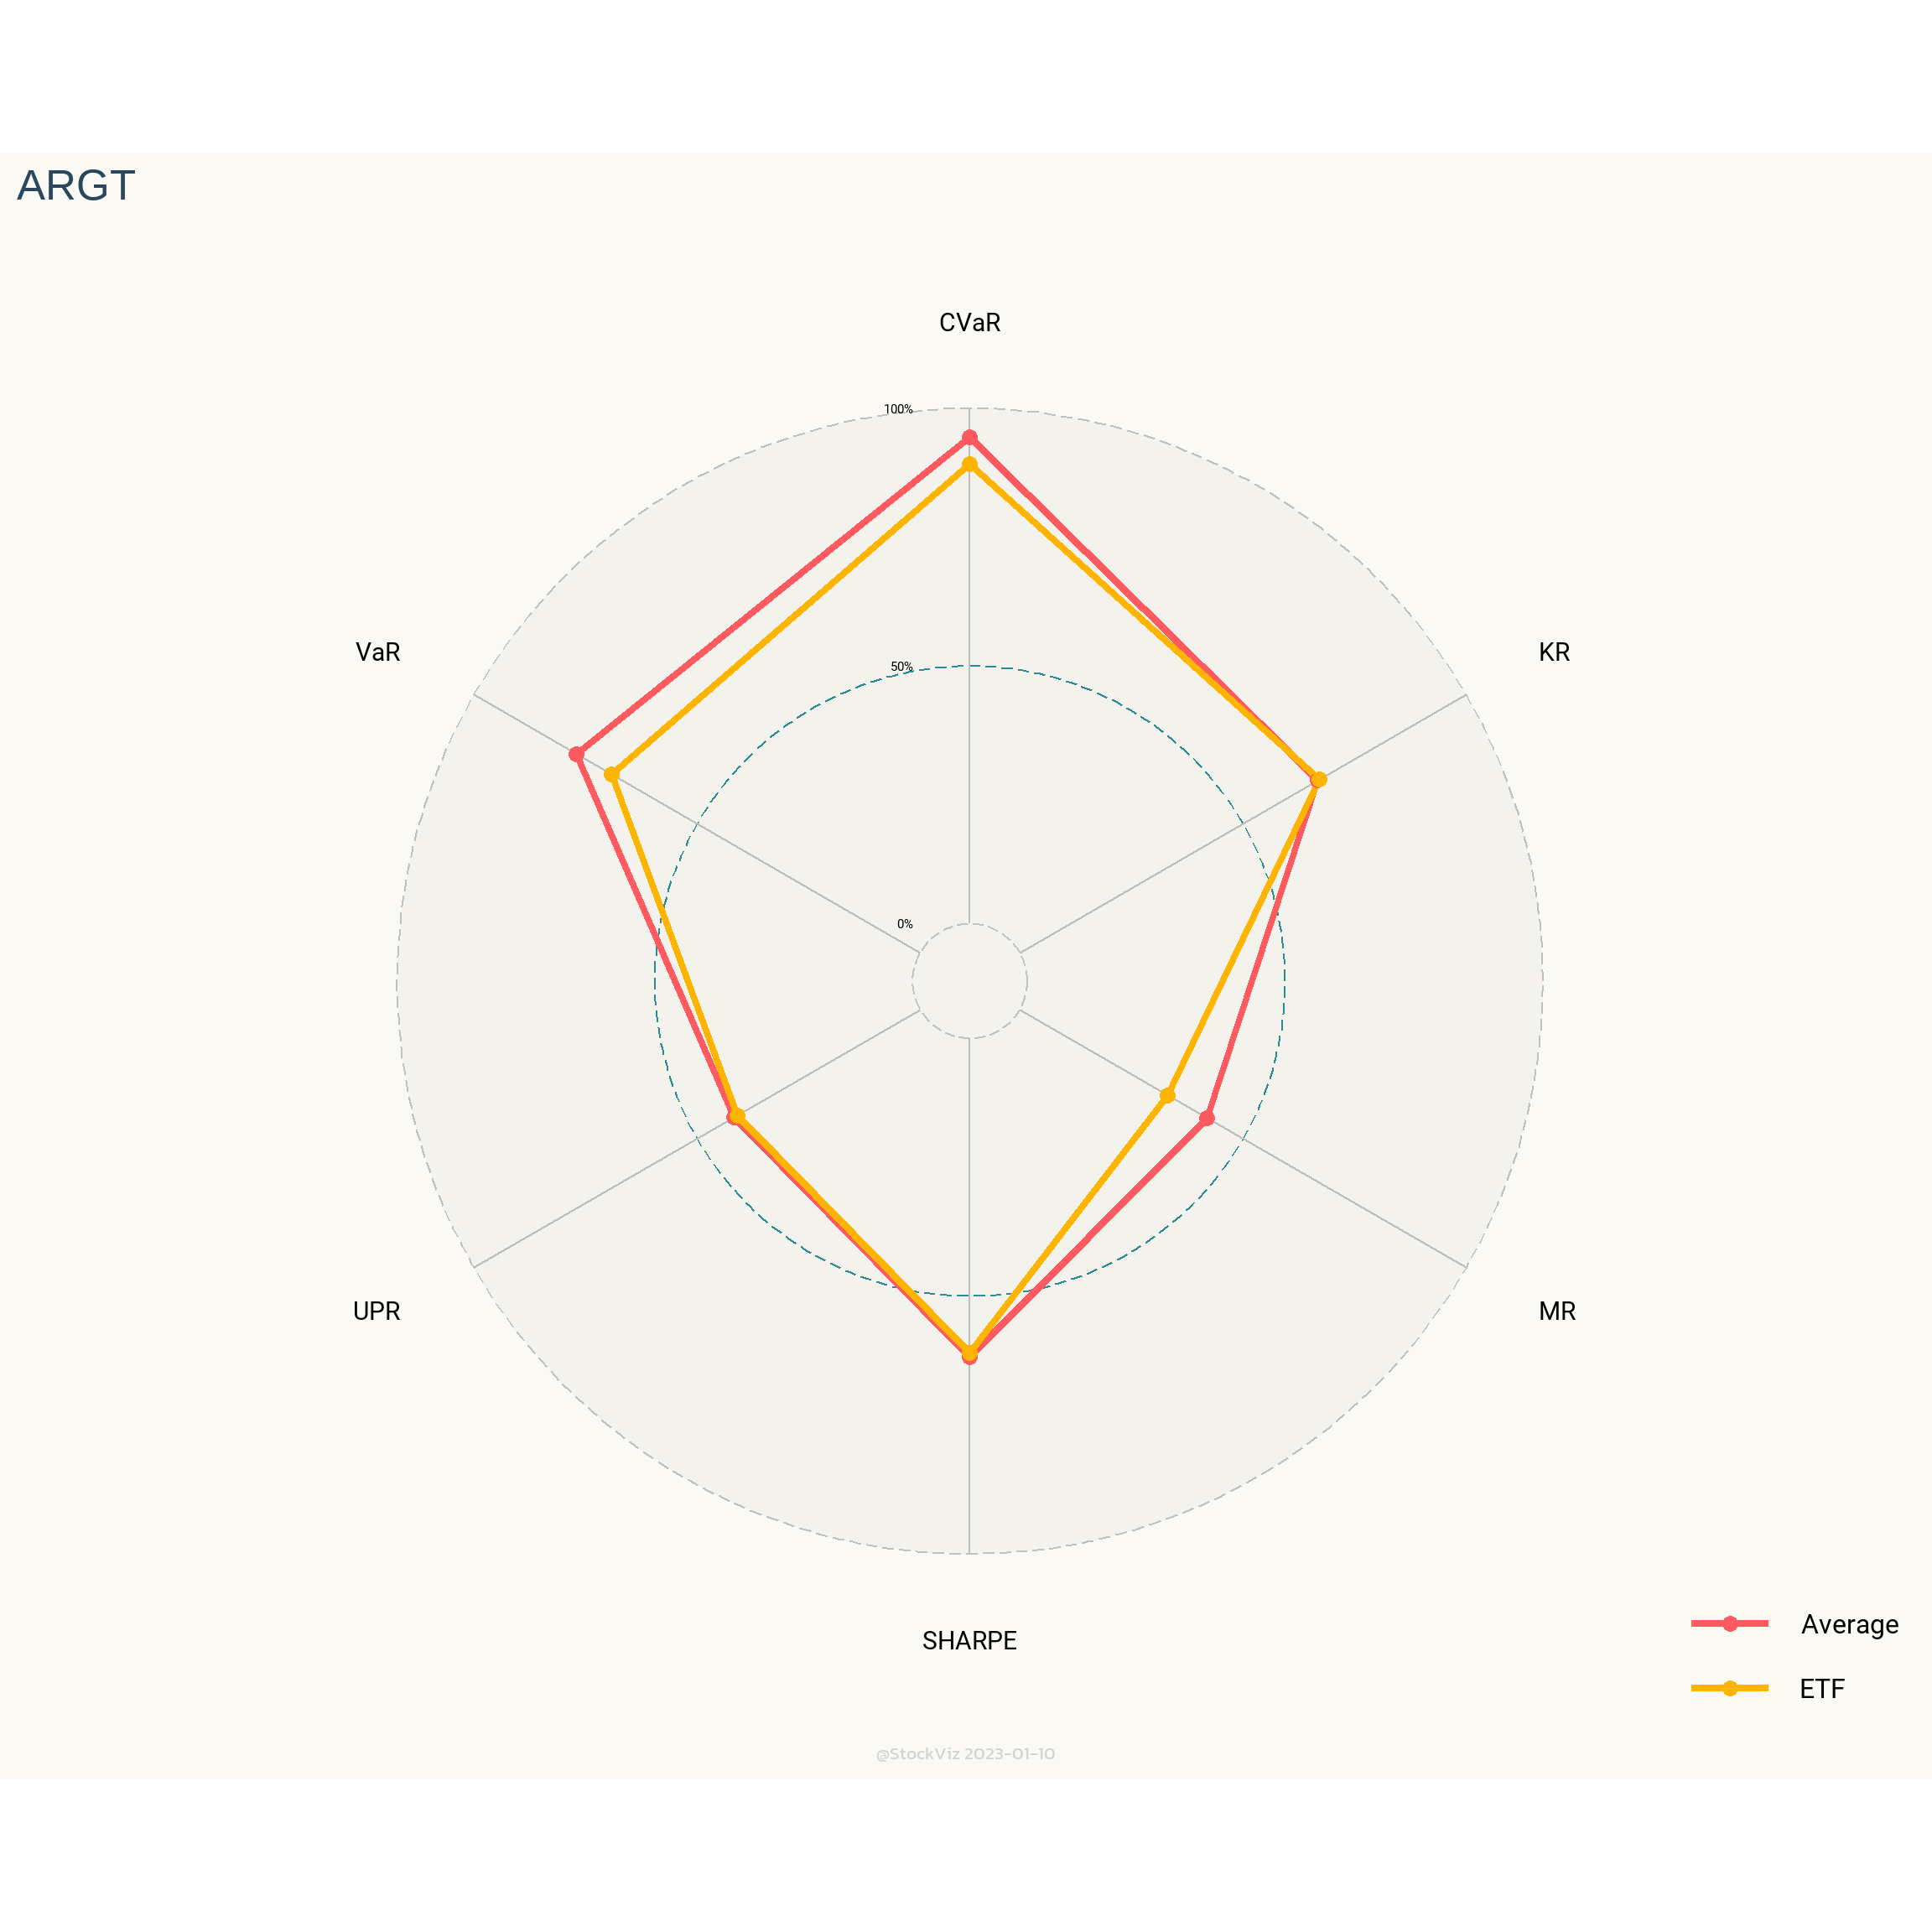 ARGT
CVaR
100%
VaR
KR
50%
0%
UPR
MR
SHARPE
Average
ETF
@StockViz 2023-01-10